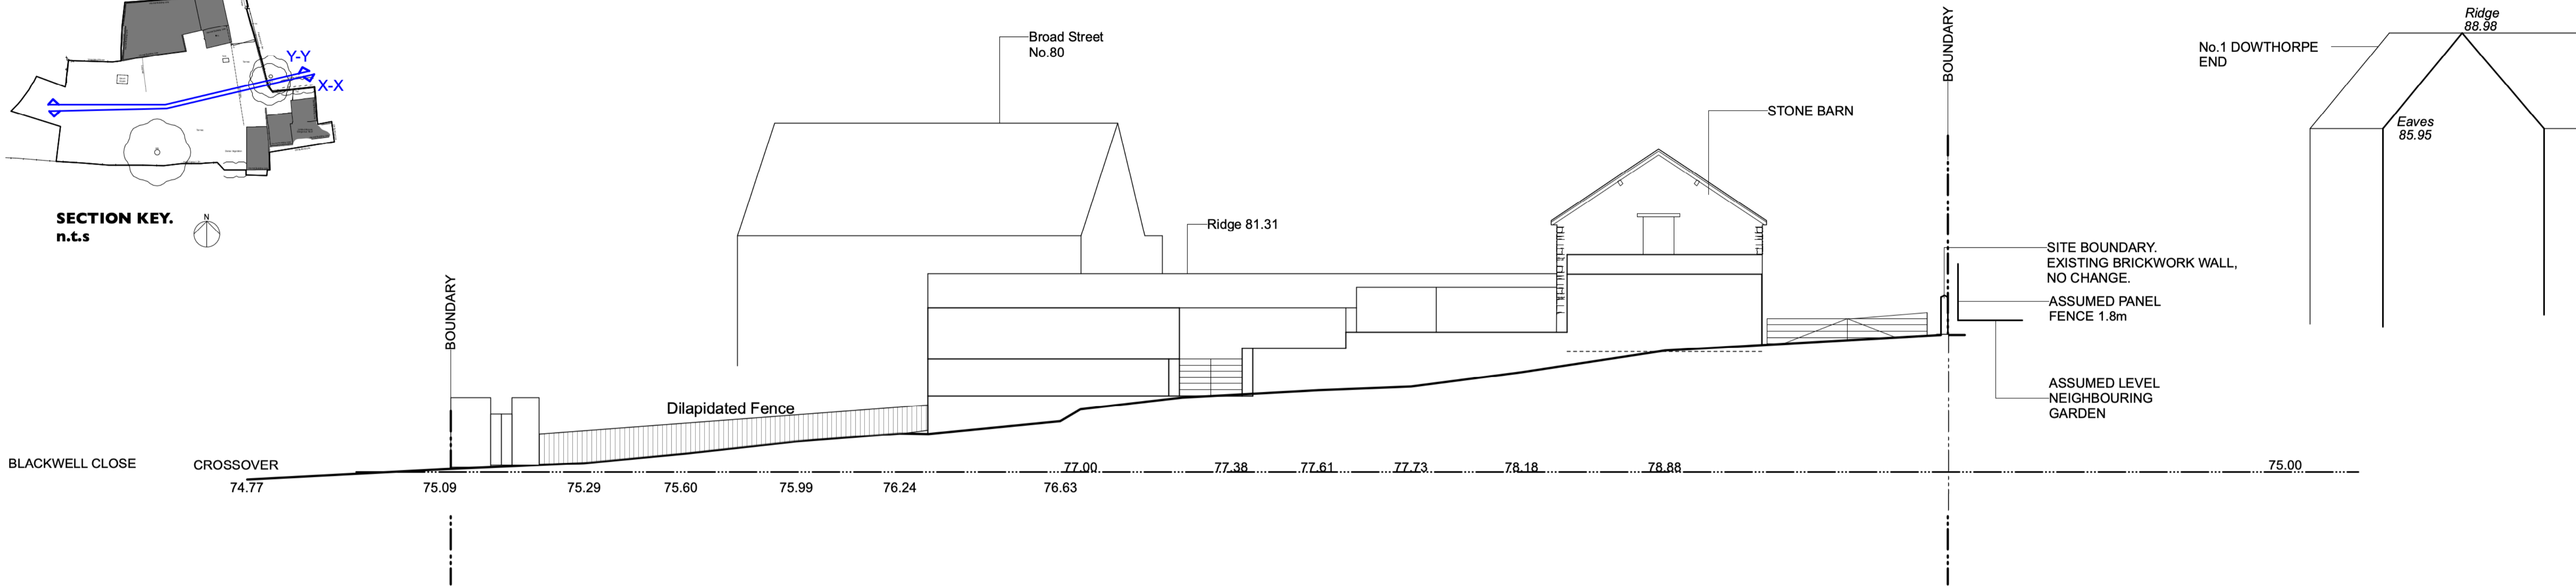 Y-Y
X-X
SECTION KEY.
n.t.s
N
BOUNDARY
Broad Street
No.80
Ridge 81.31
STONE BARN
BOUNDARY
No.1 DOWTHORPE
END
Ridge
88.98
Eaves
85.95
SITE BOUNDARY.
EXISTING BRICKWORK WALL,
NO CHANGE.
ASSUMED PANEL
FENCE 1.8m
ASSUMED LEVEL
NEIGHBOURING
GARDEN
Dilapidated Fence
BLACKWELL CLOSE
CROSSOVER
77.00
77.38
77.61
77.73
78.18
78.88
75.00
74.77
75.09
75.29
75.60
75.99
76.24
76.63